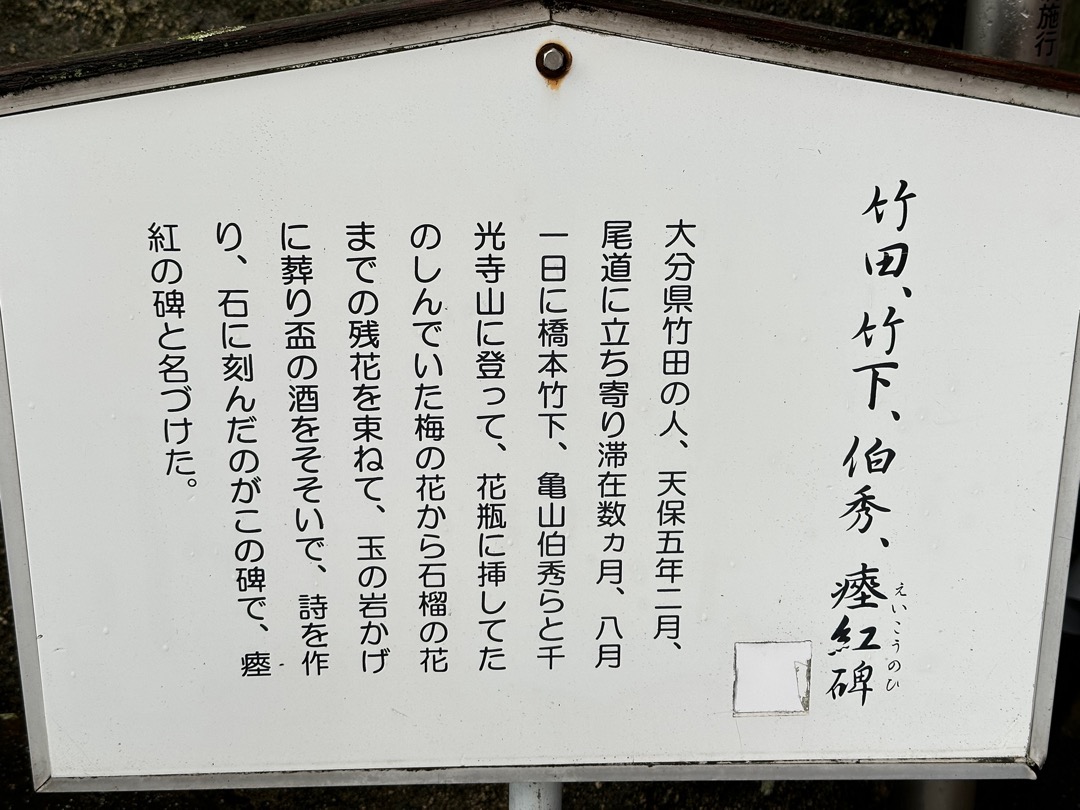 竹田、竹下、伯秀、瘞紅碑
えいこうのひ
大分県竹田の人、天保五年二月、
尾道に立ち寄り滞在数ヵ月、八月
一日に橋本竹下、亀山伯秀らと千
光寺山に登って、花瓶に挿してた
のしんでいた梅の花から石榴の花
までの残花を束ねて、玉の岩かげ
に葬り盃の酒をそそいで、詩を作
り、石に刻んだのがこの碑で、瘞
紅の碑と名づけた。
施行